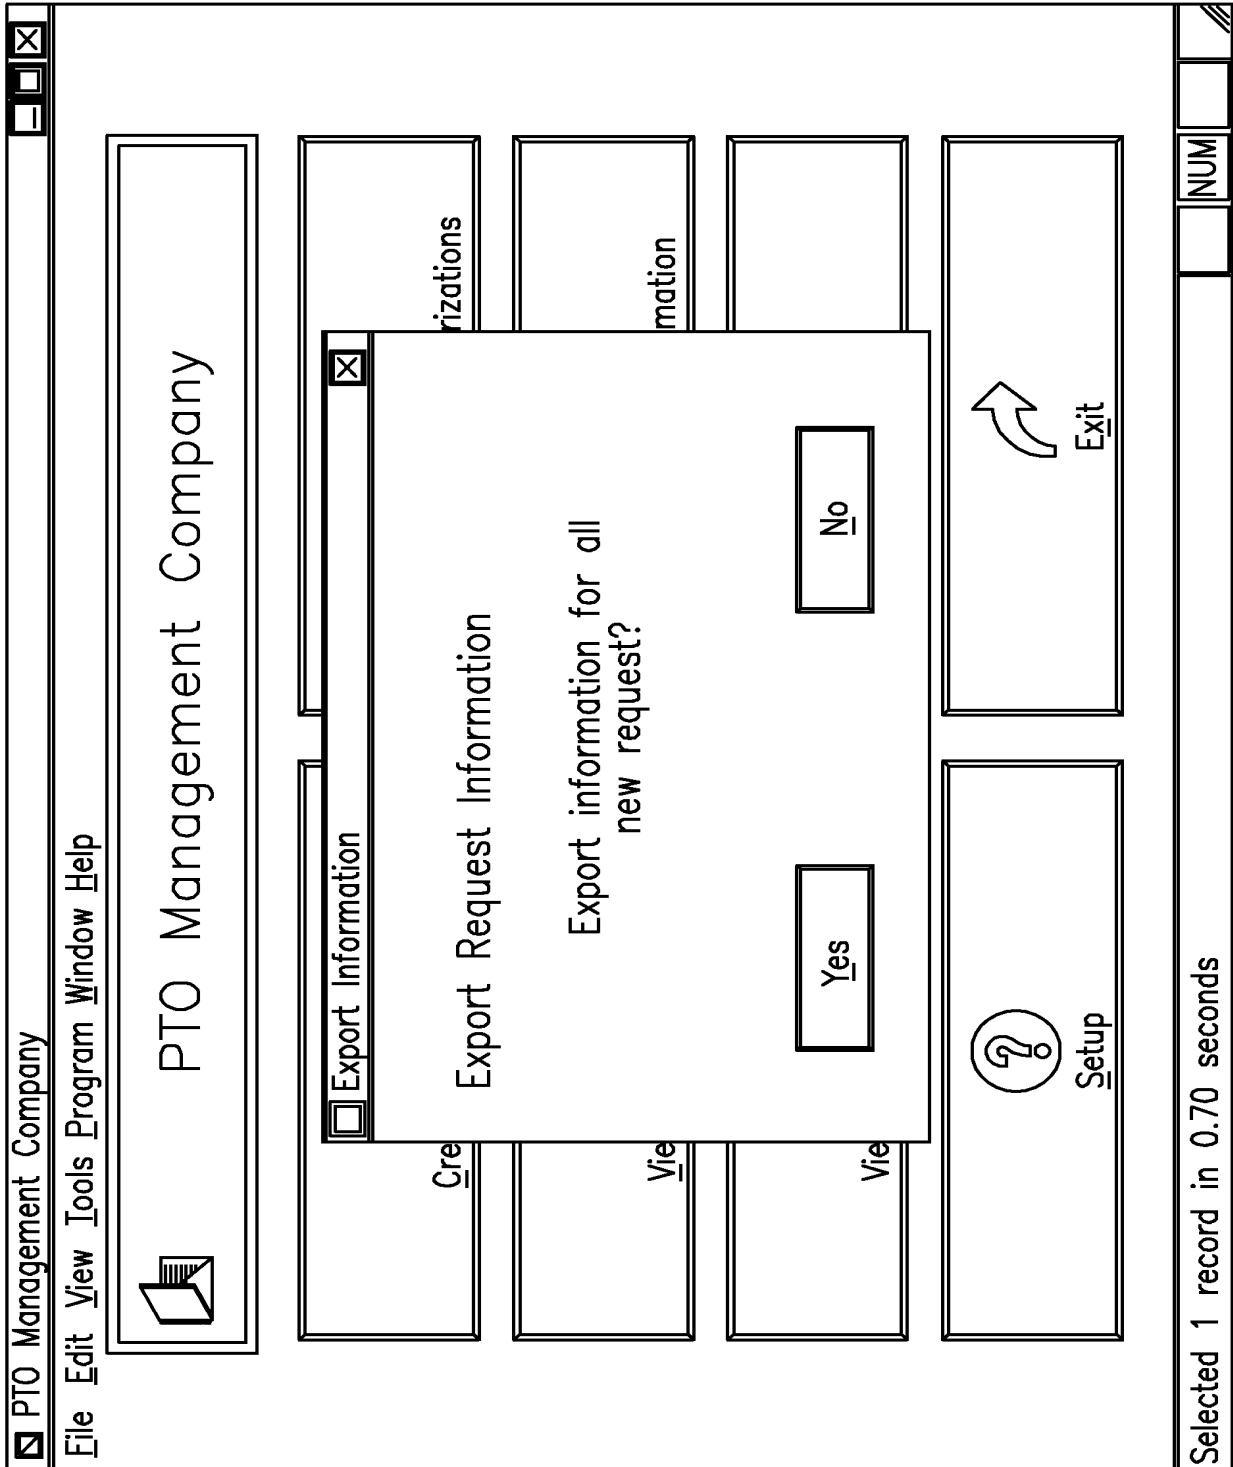 PTO Management Company
File Edit View Tools Program Window Help
PTO Management Company
Cre
rizations
Vie
mation
Vie
Export Information
Export Request Information
Export information for all
new request?
Yes
No
Setup
Exit
Selected 1 record in 0.70 seconds
NUM